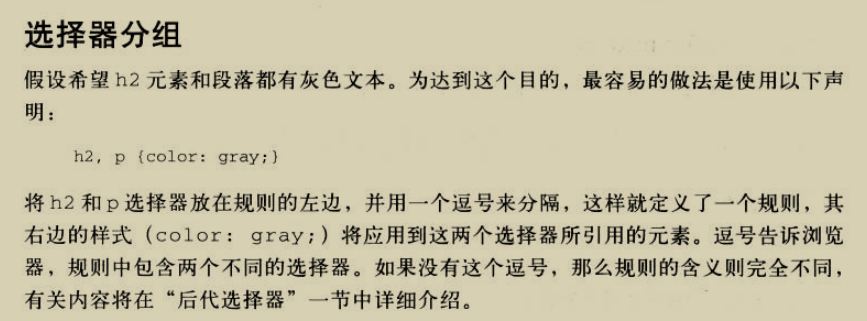 选择器分组
假设希望 h2 元素和段落都有灰色文本。为达到这个目的，最容易的做法是使用以下声
明：
h2, p {color: gray;}
将 h2 和 p 选择器放在规则的左边，并用一个逗号来分隔，这样就定义了一个规则，其
右边的样式（color: gray;）将应用到这两个选择器所引用的元素。逗号告诉浏览
器，规则中包含两个不同的选择器。如果没有这个逗号，那么规则的含义则完全不同，
有关内容将在“后代选择器”一节中详细介绍。